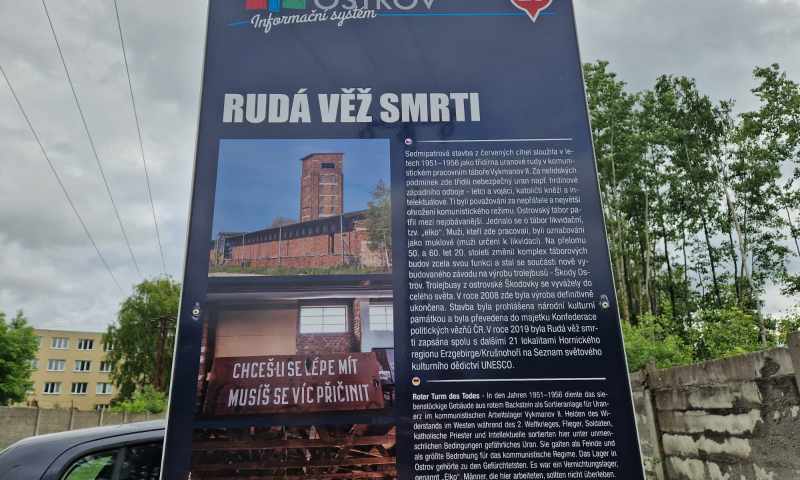 OSTROV
Informační systém
RUDÁ VĚŽ SMRTI
Sedmipatrová stavba z červených cihel sloužila v le-
tech 1951–1956 jako třídírna uranové rudy v komuni-
stickém pracovním táboře Vykmanov II. Za nelidských
podmínek zde třídili nebezpečný uran např. hrdinové
západního odboje – letci a vojáci, katoličtí kněží a in-
telektuálové. Ti byli považováni za nepřátele a největší
ohrožení komunistického režimu. Ostrovský tábor pa-
třil mezi nejobávanější. Jednalo se o tábor likvidační,
tzv. „elko“. Muži, kteří zde pracovali, byli označováni
jako muklové (muži určeni k likvidaci). Na přelomu
50. a 60. let 20. století změnil komplex táborových
budov zcela svou funkci a stal se součástí nově vy-
budovaného závodu na výrobu trolejbusů - Škody Os-
trov. Trolejbusy z ostrovské Škodovky se vyvážely do
celého světa. V roce 2008 zde byla výroba definitivně
ukončena. Stavba byla prohlášena národní kulturní
památkou a byla převedena do majetku Konfederace
politických vězňů ČR. V roce 2019 byla Rudá věž smr-
ti zapsána spolu s dalšími 21 lokalitami Hornického
regionu Erzgebirge/Krušnohoří na Seznam světového
kulturního dědictví UNESCO.
CHCEŠ-LI SE LÉPE MÍT
MUSÍŠ SE VÍC PŘIČINIT
Roter Turm des Todes - In den Jahren 1951–1956 diente das sie-
benstöckige Gebäude aus rotem Backstein als Sortieranlage für Uran-
erz im kommunistischen Arbeitslager Vykmanov II. Helden des Wi-
derstands im Westen während des 2. Weltkrieges, Flieger, Soldaten,
katholische Priester und Intellektuelle sortierten hier unter unmen-
schlichen Bedingungen gefährliches Uran. Sie galten als Feinde und
als größte Bedrohung für das kommunistische Regime. Das Lager in
Ostrov gehörte zu den Gefürchtetsten. Es war ein Vernichtungslager,
genannt „Elko“. Männer, die hier arbeiteten, sollten nicht überleben.